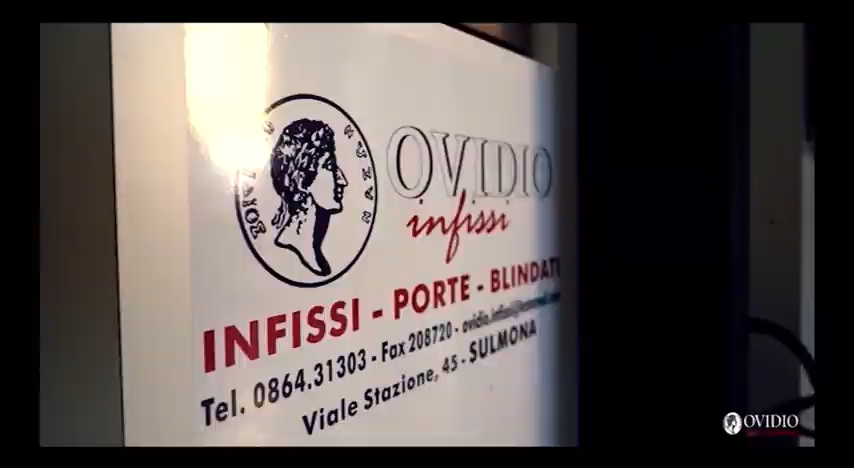 OVIDIO
infissi
INFISSI - PORTE - BLINDATI
Tel. 0864.31303 - Fax 208720 -
Viale Stazione, 45 - SULMONA
OVIDIO